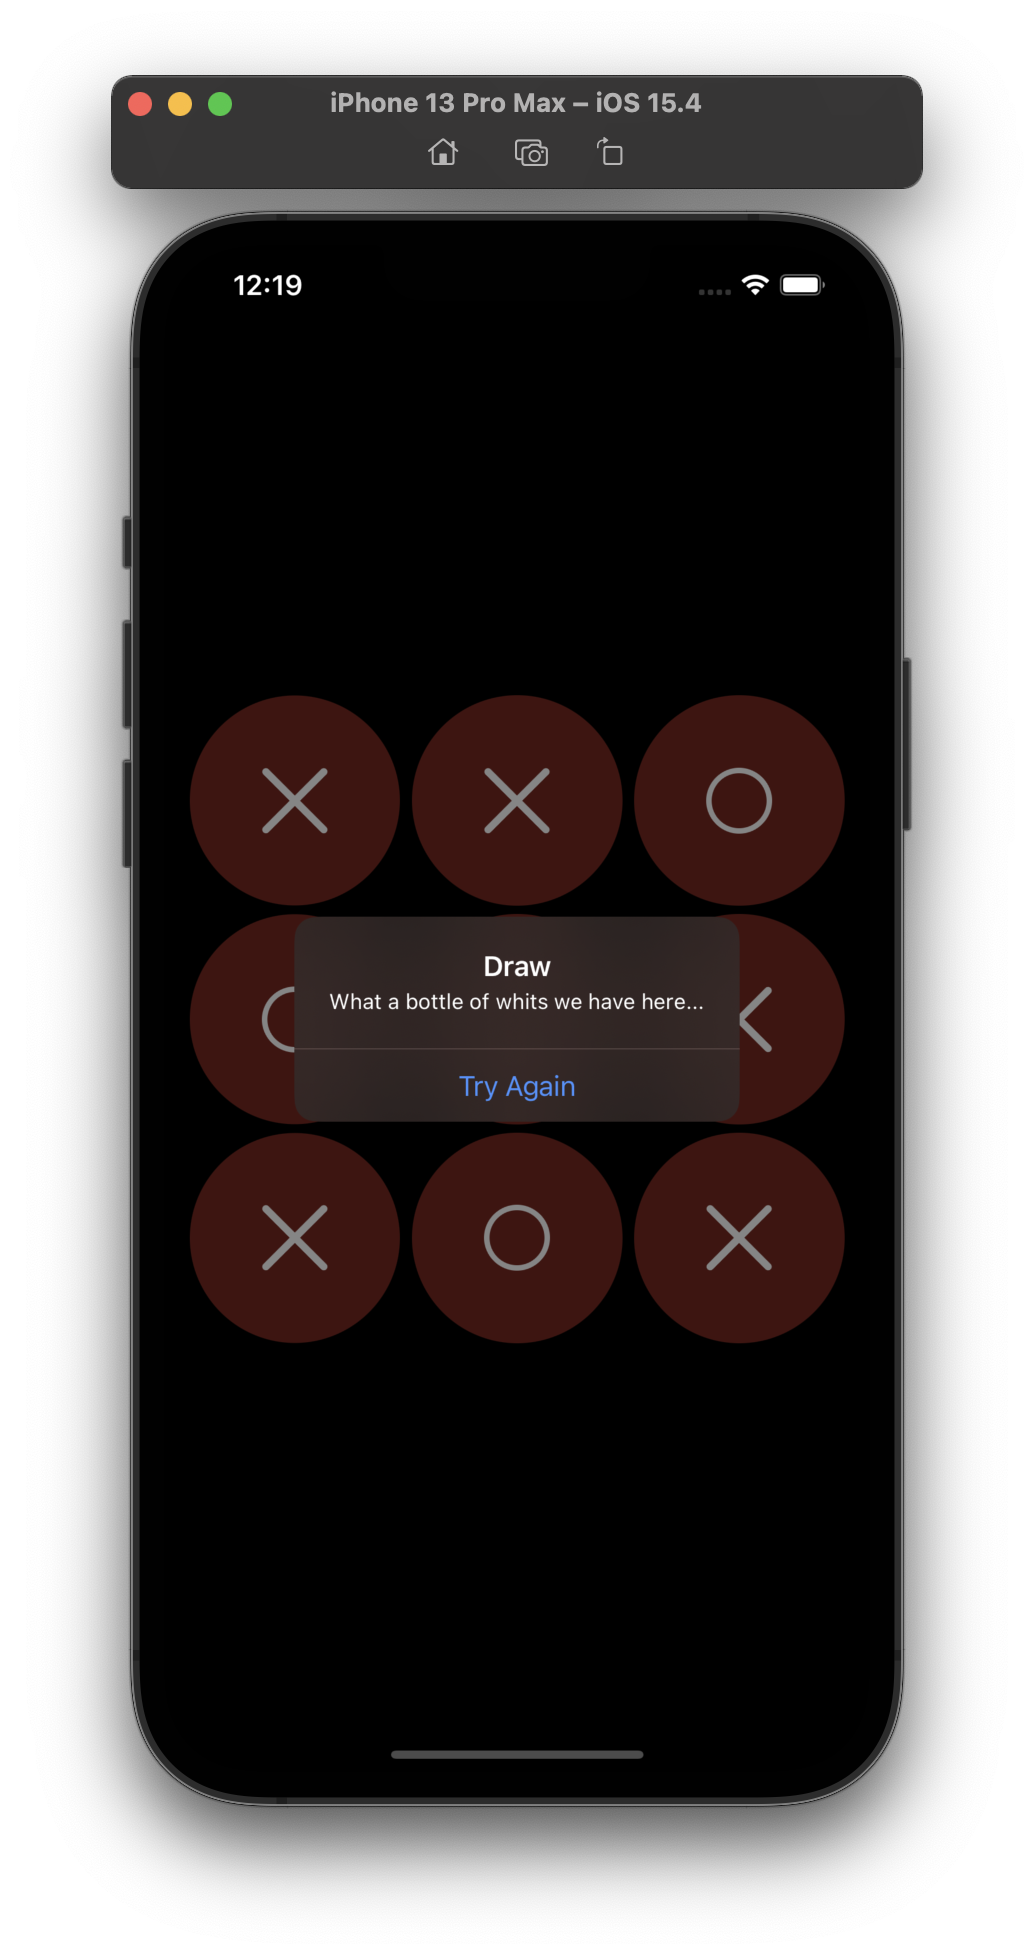 iPhone 13 Pro Max – iOS 15.4
12:19
Draw
What a bottle of whits we have here...
Try Again